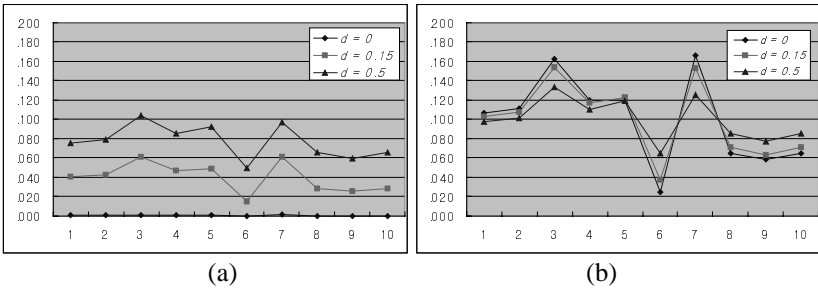 .200
.180
.160
.140
.120
.100
.080
.060
.040
.020
.000
d = 0
d = 0.15
d = 0.5
1 2 3 4 5 6 7 8 9 10
(a)
.200
.180
.160
.140
.120
.100
.080
.060
.040
.020
.000
d = 0
d = 0.15
d = 0.5
1 2 3 4 5 6 7 8 9 10
(b)